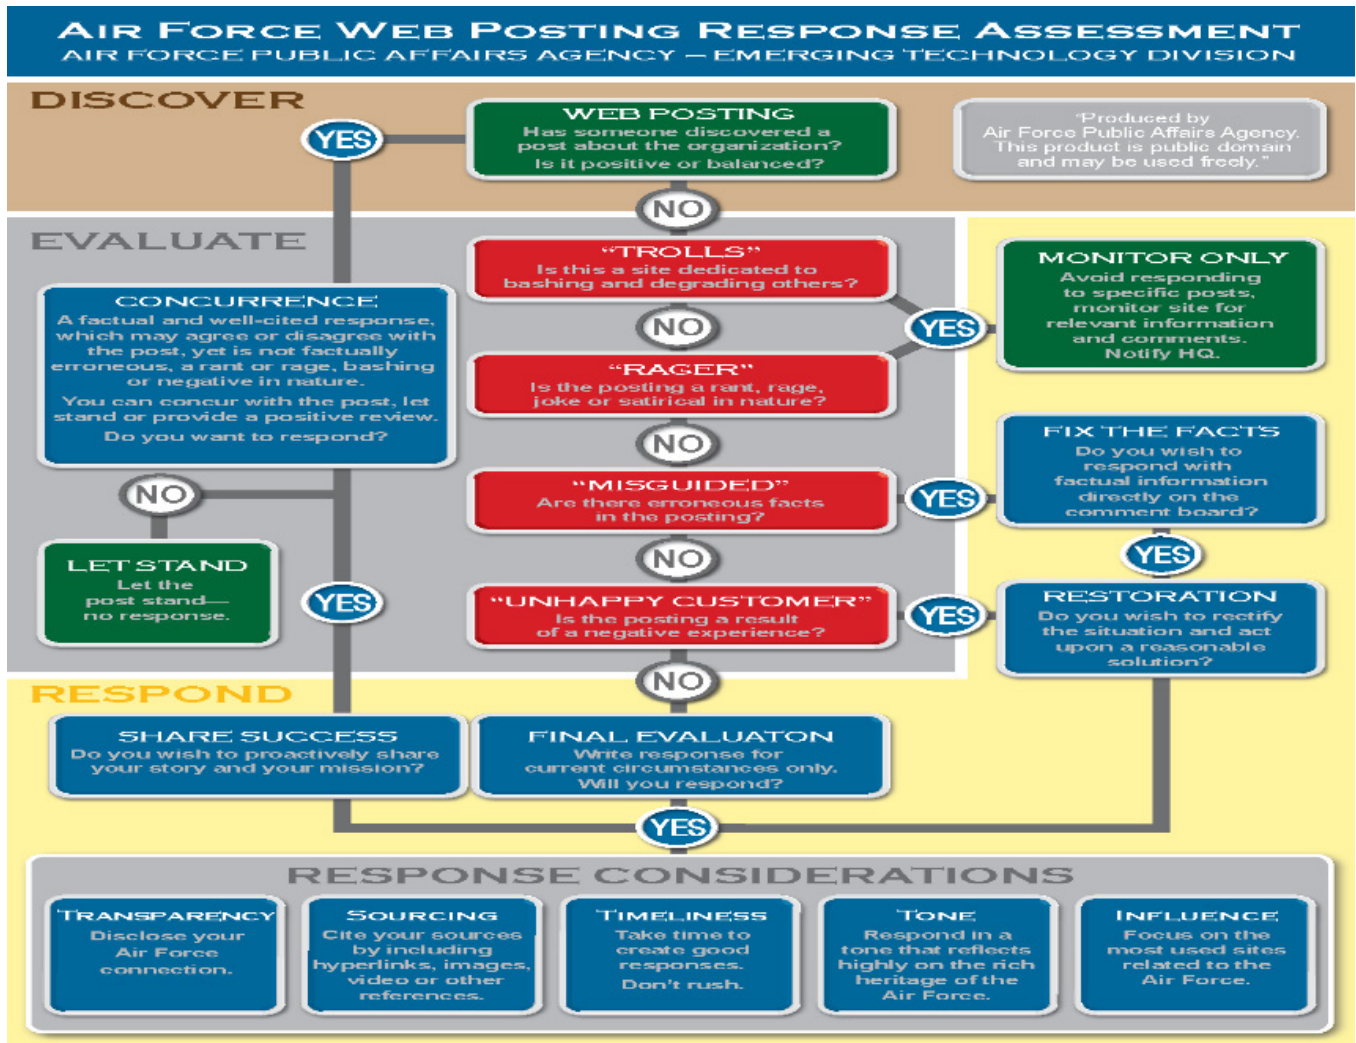 AIR FORCE WEB POSTING RESPONSE ASSESSMENT
AIR FORCE PUBLIC AFFAIRS AGENCY – EMERGING TECHNOLOGY DIVISION
DISCOVER
YES
WEB POSTING
Has someone discovered a
post about the organization?
Is it positive or balanced?
"Produced by
Air Force Public Affairs Agency.
This product is public domain
and may be used freely."
NO
EVALUATE
"TROLLS"
Is this a site dedicated to
bashing and degrading others?
MONITOR ONLY
Avoid responding
to specific posts,
monitor site for
relevant information
and comments.
Notify HQ.
CONCURRENCE
A factual and well-cited response,
which may agree or disagree with
the post, yet is not factually
erroneous, a rant or rage, bashing
or negative in nature.
You can concur with the post, let
stand or provide a positive review.
Do you want to respond?
NO
YES
"RAGER"
Is the posting a rant, rage,
joke or satirical in nature?
NO
FIX THE FACTS
Do you wish to
respond with
factual information
directly on the
comment board?
NO
"MISGUIDED"
Are there erroneous facts
in the posting?
YES
LET STAND
Let the
post stand—
no response.
NO
YES
YES
"UNHAPPY CUSTOMER"
Is the posting a result
of a negative experience?
YES
RESTORATION
Do you wish to rectify
the situation and act
upon a reasonable
solution?
RESPOND
NO
SHARE SUCCESS
Do you wish to proactively share
your story and your mission?
FINAL EVALUATON
Write response for
current circumstances only.
Will you respond?
YES
RESPONSE CONSIDERATIONS
TRANSPARENCY
Disclose your
Air Force
connection.
SOURCING
Cite your sources
by including
hyperlinks, images,
video or other
references.
TIMELINESS
Take time to
create good
responses.
Don't rush.
TONE
Respond in a
tone that reflects
highly on the rich
heritage of the
Air Force.
INFLUENCE
Focus on the
most used sites
related to the
Air Force.